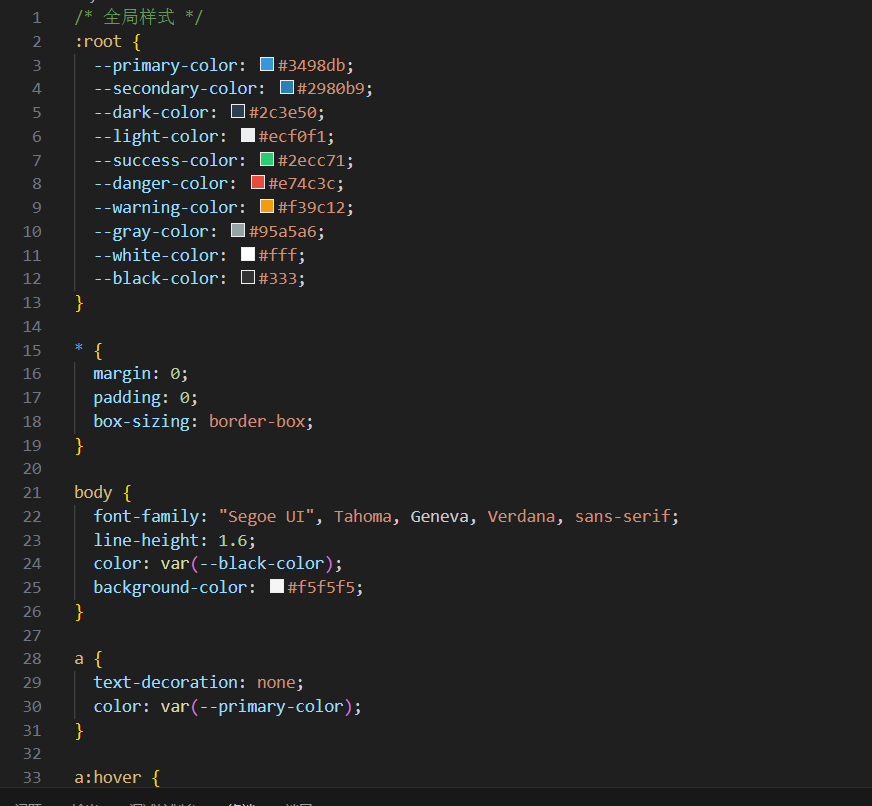 1 /* 全局样式 */
2 :root {
3 --primary-color: #3498db;
4 --secondary-color: #2980b9;
5 --dark-color: #2c3e50;
6 --light-color: #ecf0f1;
7 --success-color: #2ecc71;
8 --danger-color: #e74c3c;
9 --warning-color: #f39c12;
10 --gray-color: #95a5a6;
11 --white-color: #fff;
12 --black-color: #333;
13 }
14
15 * {
16 margin: 0;
17 padding: 0;
18 box-sizing: border-box;
19 }
20
21 body {
22 font-family: "Segoe UI", Tahoma, Geneva, Verdana, sans-serif;
23 line-height: 1.6;
24 color: var(--black-color);
25 background-color: #f5f5f5;
26 }
27
28 a {
29 text-decoration: none;
30 color: var(--primary-color);
31 }
32
33 a:hover {